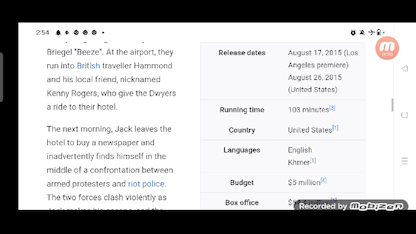 2:54
Briegel "Beeze". At the airport, they
run into British traveller Hammond
and his local friend, nicknamed
Kenny Rogers, who give the Dwyers
a ride to their hotel.
The next morning, Jack leaves the
hotel to buy a newspaper and
inadvertently finds himself in the
middle of a confrontation between
armed protesters and riot police.
The two forces clash violently as
Release dates
August 17, 2015 (Los
Angeles premiere)
August 26, 2015
(United States)
Running time
103 minutes
Country
United States[1]
Languages
English
Khmer
Budget
$5 million
Box office
Recorded by Mobizen